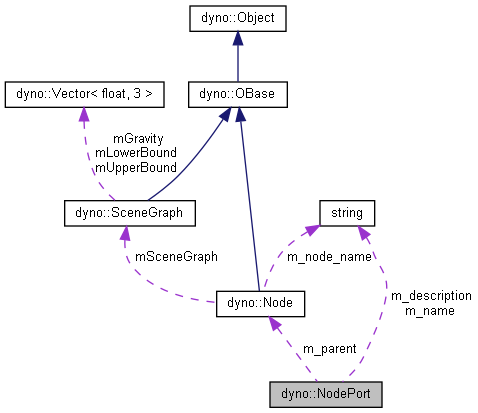 dyno::Object
dyno::Vector< float, 3 >
dyno::OBase
mGravity
mLowerBound
mUpperBound
dyno::SceneGraph
string
mSceneGraph
m_node_name
dyno::Node
m_description
m_name
m_parent
dyno::NodePort